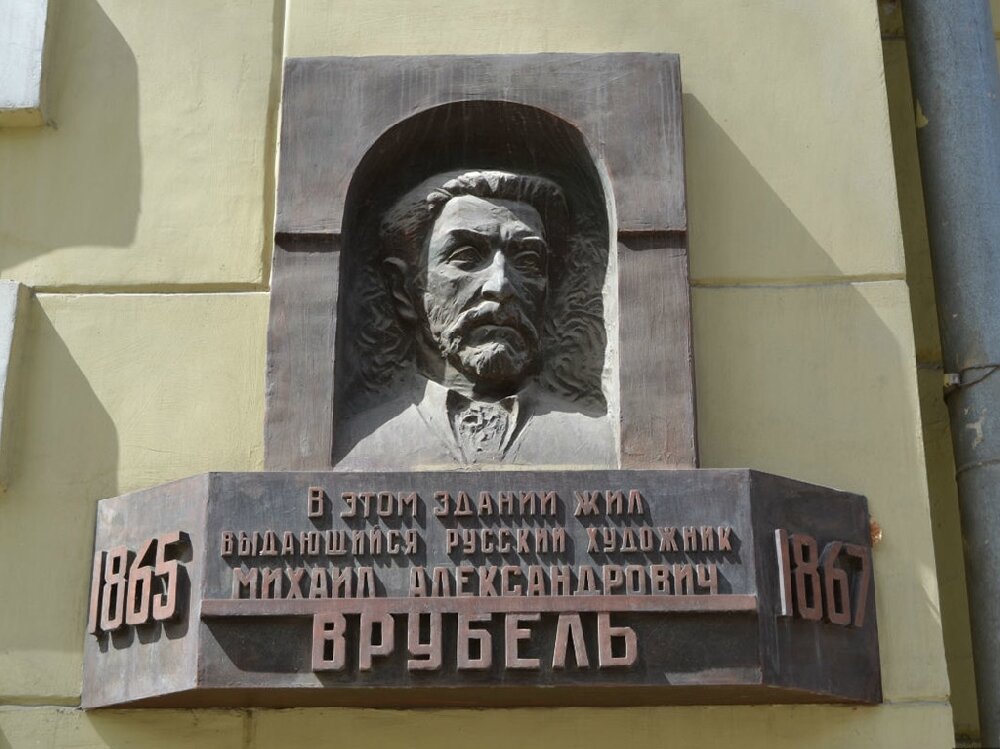 В ЭТОМ ЗДАНИИ ЖИЛ
ВЫДАЮЩИЙСЯ РУССКИЙ ХУДОЖНИК
МИХАИЛ АЛЕКСАНДРОВИЧ
ВРУБЕЛЬ
1865
1867